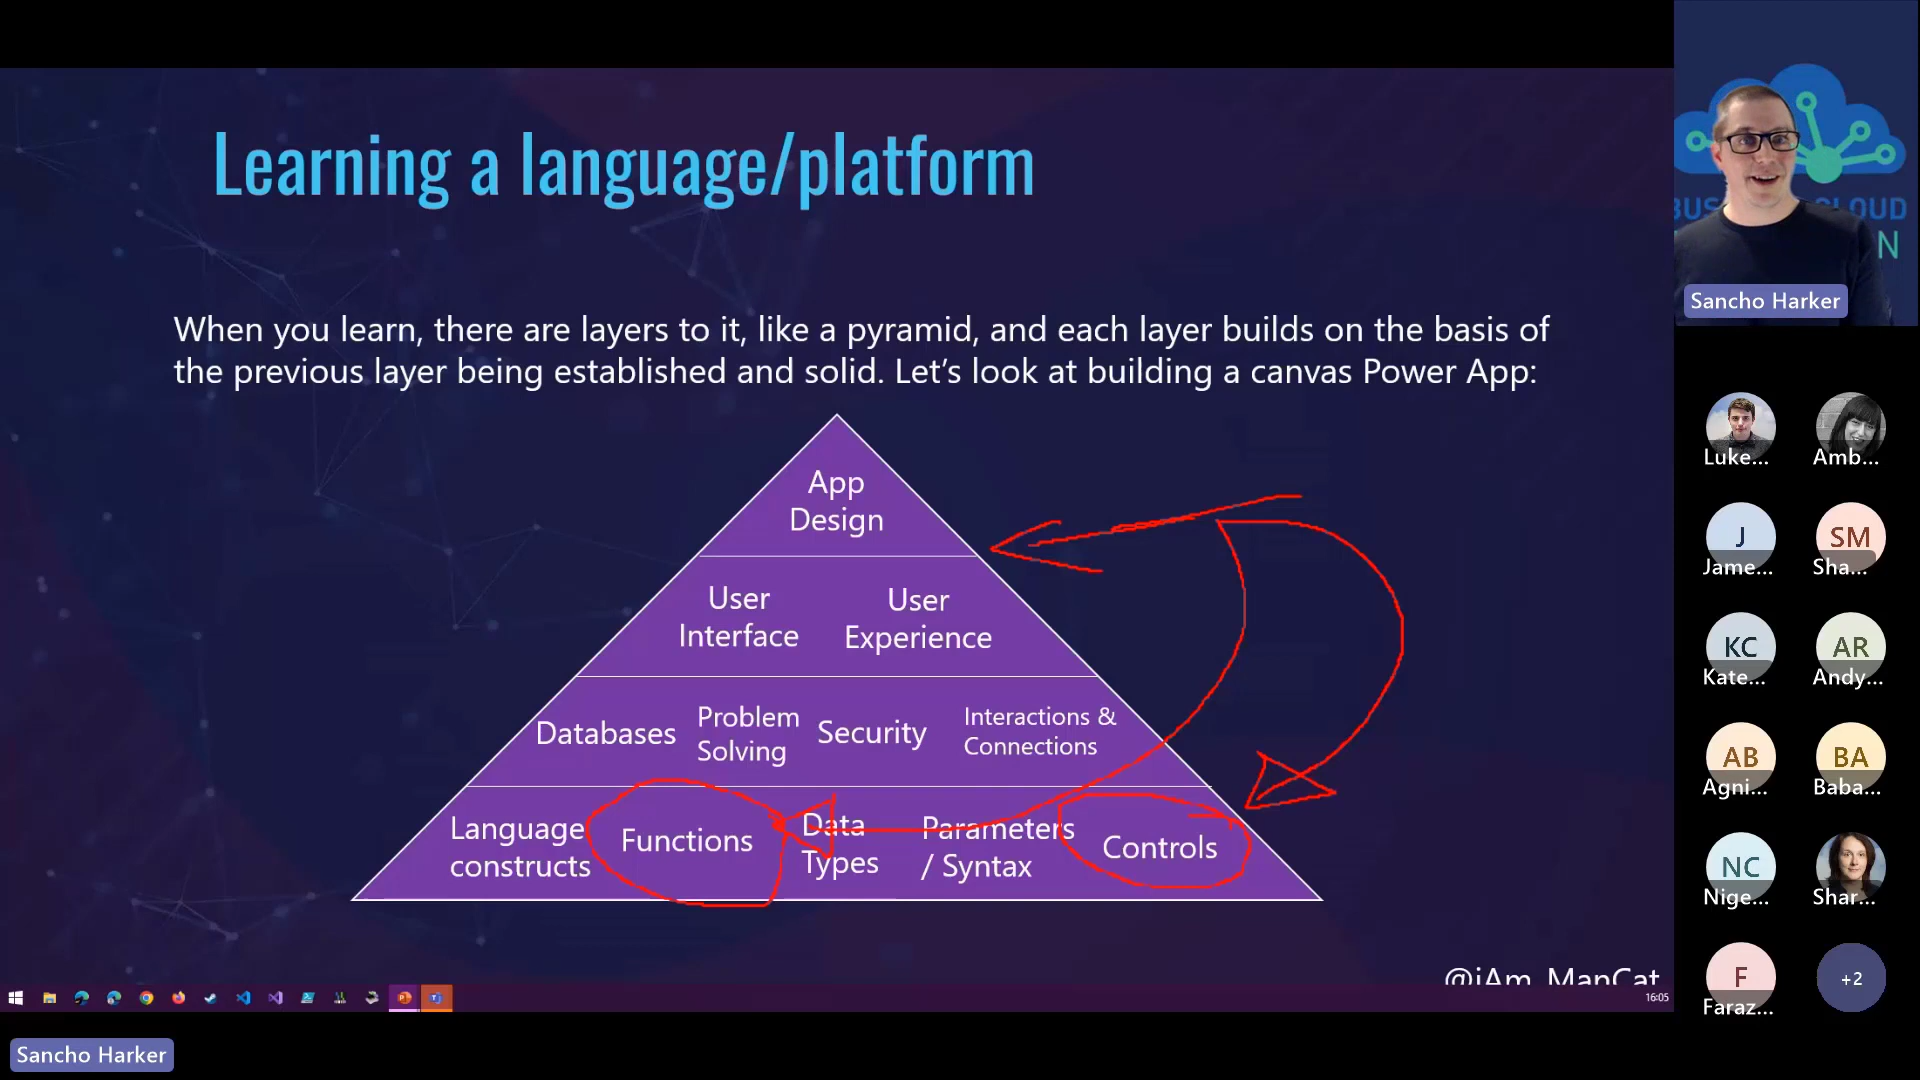 Learning a language/platform
When you learn, there are layers to it, like a pyramid, and each layer builds on the basis of
the previous layer being established and solid. Let's look at building a canvas Power App:
App
Design
User
Interface
User
Experience
Databases
Problem
Solving
Security
Interactions &
Connections
Language
constructs
Functions
Data
Types
Parameters
/ Syntax
Controls
@iAm_ManCat
16:05
Sancho Harker
BUS
CLOUD
N
Sancho Harker
Luke...
Amb...
J
Jame...
SM
Sha...
KC
Kate...
AR
Andy...
AB
Agni...
BA
Baba...
NC
Nige...
Shar...
F
Faraz...
+2